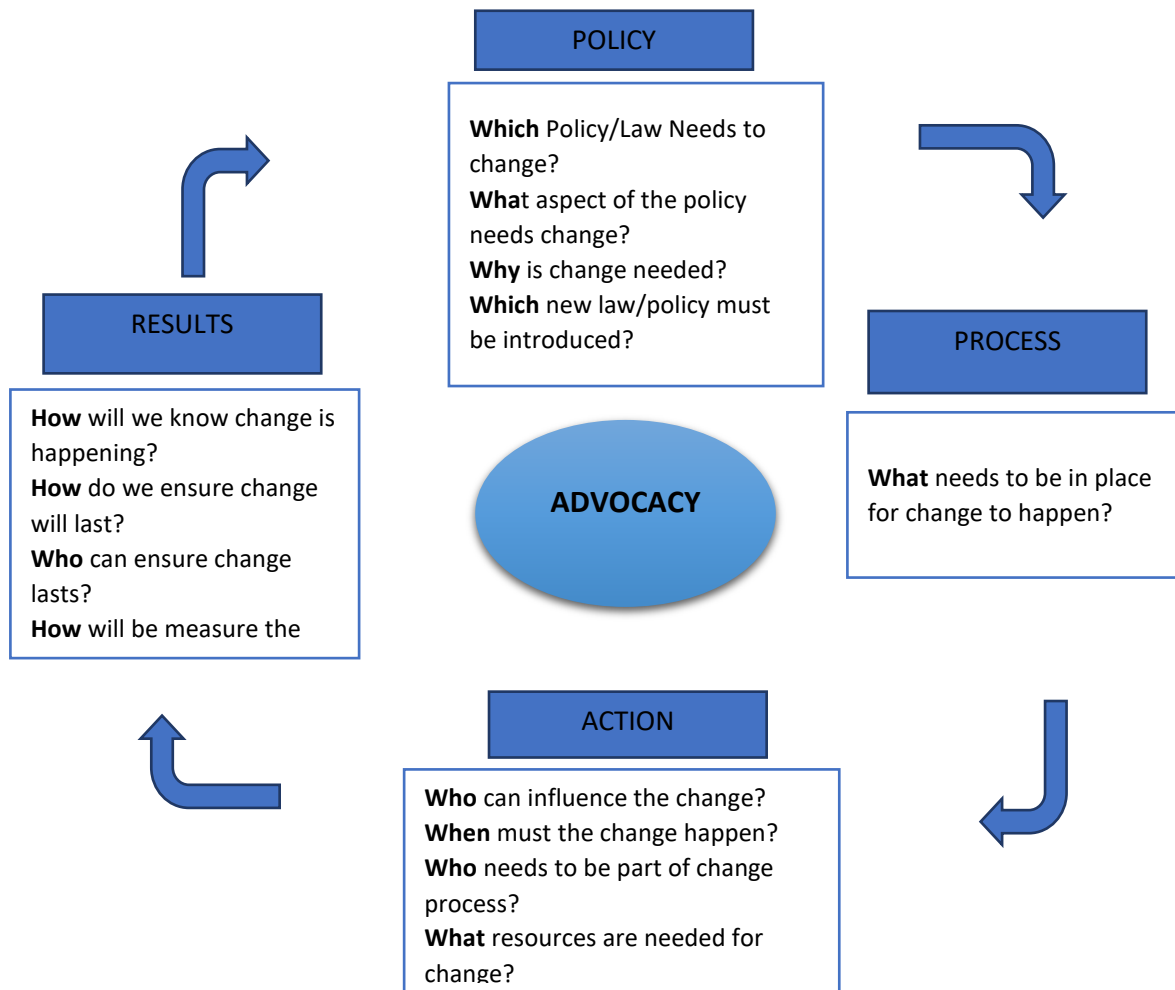 POLICY
Which Policy/Law Needs to
change?
What aspect of the policy
needs change?
Why is change needed?
Which new law/policy must
be introduced?
PROCESS
What needs to be in place
for change to happen?
ADVOCACY
ACTION
Who can influence the change?
When must the change happen?
Who needs to be part of change
process?
What resources are needed for
change?
RESULTS
How will we know change is
happening?
How do we ensure change
will last?
Who can ensure change
lasts?
How will be measure the